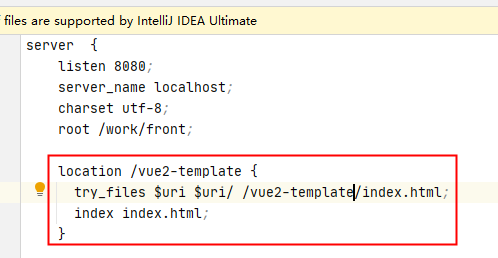 files are supported by IntelliJ IDEA Ultimate
server  {
    listen 8080;
    server_name localhost;
    charset utf-8;
    root /work/front;
    location /vue2-template {
      try_files $uri $uri/ /vue2-template/index.html;
      index index.html;
    }